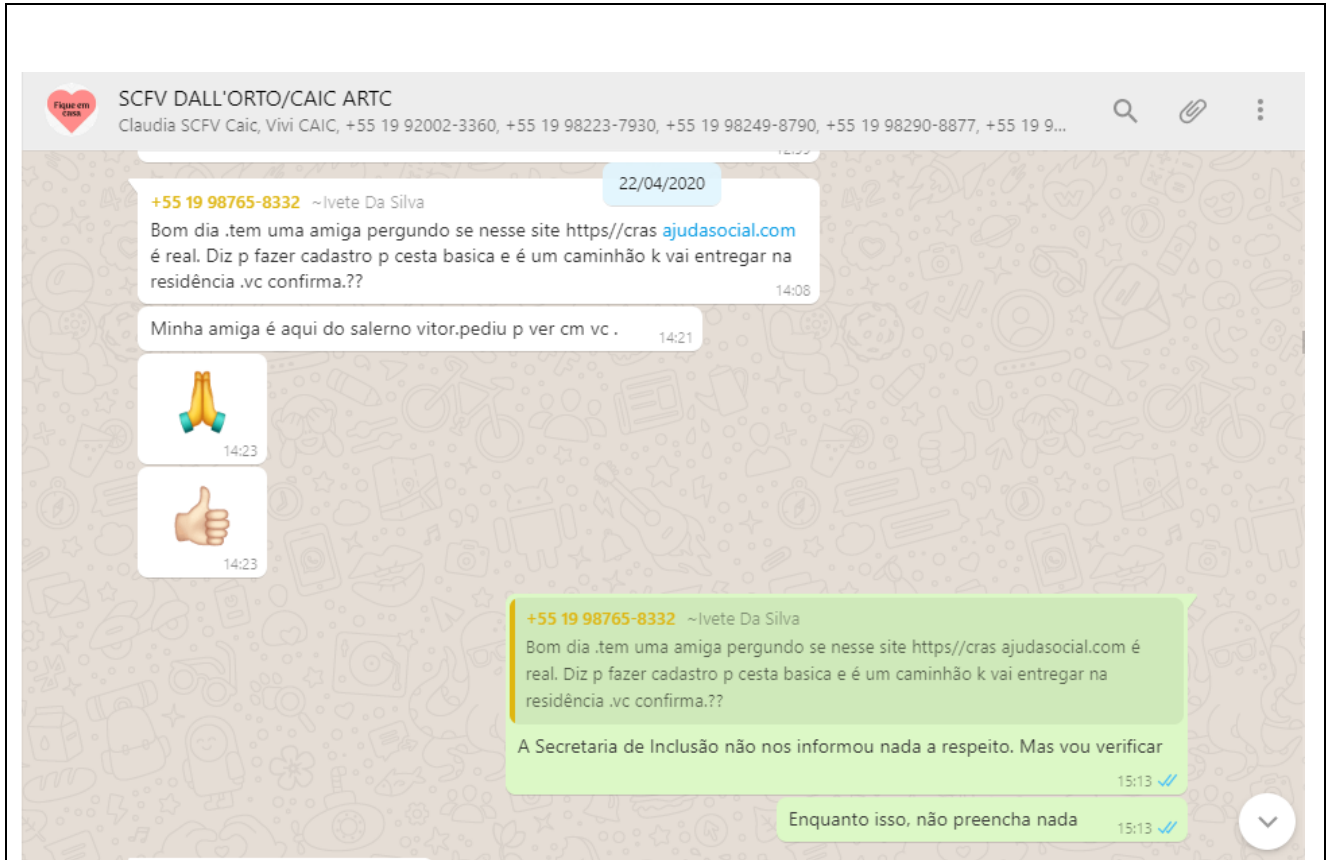 Fique em
casa
SCFV DALL'ORTO/CAIC ARTC
Claudia SCFV Caic, Vivi CAIC, +55 19 92002-3360, +55 19 98223-7930, +55 19 98249-8790, +55 19 98290-8877, +55 19 9...
22/04/2020
+55 19 98765-8332 ~Ivete Da Silva
Bom dia .tem uma amiga pergundo se nesse site https//cras ajudasocial.com
é real. Diz p fazer cadastro p cesta basica e é um caminhão k vai entregar na
residência .vc confirma.??
14:08
Minha amiga é aqui do salerno vitor.pediu p ver cm vc .
14:21
14:23
14:23
+55 19 98765-8332 ~Ivete Da Silva
Bom dia .tem uma amiga pergundo se nesse site https//cras ajudasocial.com é
real. Diz p fazer cadastro p cesta basica e é um caminhão k vai entregar na
residência .vc confirma.??
A Secretaria de Inclusão não nos informou nada a respeito. Mas vou verificar
15:13
Enquanto isso, não preencha nada
15:13